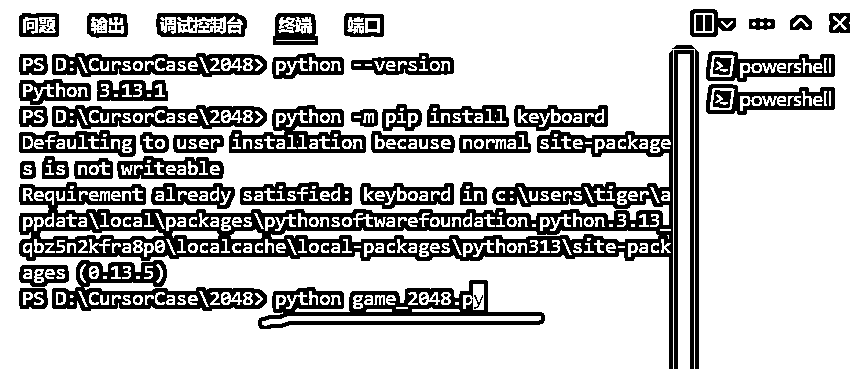 问题 输出 调试控制台 终端 端口
PS D:\CursorCase\2048> python --version
Python 3.13.1
PS D:\CursorCase\2048> python -m pip install keyboard
Defaulting to user installation because normal site-package
s is not writeable
Requirement already satisfied: keyboard in c:\users\tiger\a
ppdata\local\packages\pythonsoftwarefoundation.python.3.13_
qbz5n2kfra8p0\localcache\local-packages\python313\site-pack
ages (0.13.5)
PS D:\CursorCase\2048> python game_2048.py
powershell
powershell